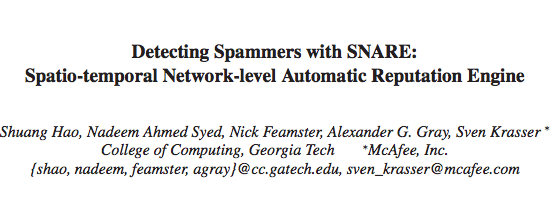 Detecting Spammers with SNARE:
Spatio-temporal Network-level Automatic Reputation Engine
Shuang Hao, Nadeem Ahmed Syed, Nick Feamster, Alexander G. Gray, Sven Krasser *
College of Computing, Georgia Tech *McAfee, Inc.
{shao, nadeem, feamster, agray}@cc.gatech.edu, sven_krasser@mcafee.com